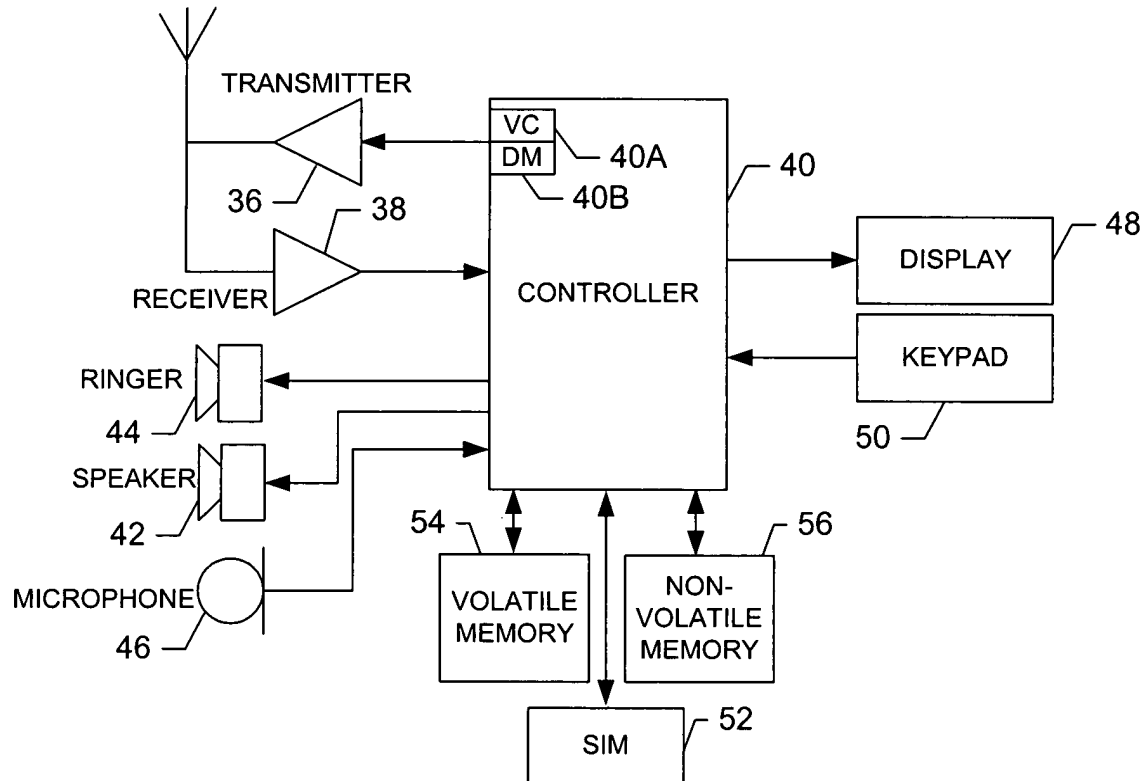 TRANSMITTER
VC
DM
40A
40B
40
36
38
RECEIVER
CONTROLLER
48
DISPLAY
KEYPAD
50
RINGER
44
SPEAKER
42
MICROPHONE
46
54
VOLATILE
MEMORY
56
NON-
VOLATILE
MEMORY
52
SIM